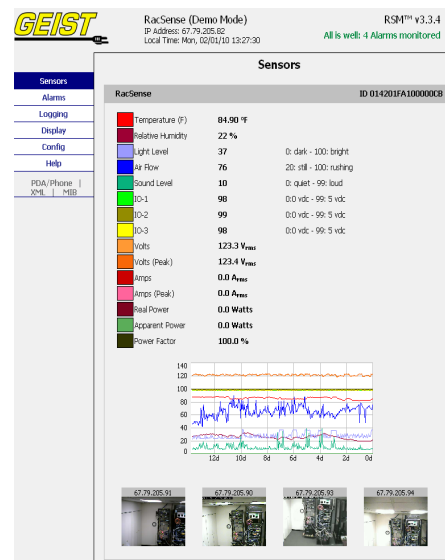 GEIST
RacSense (Demo Mode)
IP Address: 67.79.205.82
Local Time: Mon, 02/01/10 13:27:30
RSM™ v3.3.4
All is well: 4 Alarms monitored
Sensors
Alarms
Logging
Display
Config
Help
PDA/Phone |
XML | MIB
Sensors
RacSense ID 014201FA100000CB
Temperature (F) 84.90 ºF
Relative Humidity 22 %
Light Level 37 0: dark - 100: bright
Air Flow 76 20: still - 100: rushing
Sound Level 10 0: quiet - 99: loud
IO-1 98 0:0 vdc - 99: 5 vdc
IO-2 99 0:0 vdc - 99: 5 vdc
IO-3 98 0:0 vdc - 99: 5 vdc
Volts 123.3 Vrms
Volts (Peak) 123.4 Vrms
Amps 0.0 Arms
Amps (Peak) 0.0 Arms
Real Power 0.0 Watts
Apparent Power 0.0 Watts
Power Factor 100.0 %
140
120
100
80
60
40
20
0
12d 10d 8d 6d 4d 2d 0d
67.79.205.91 67.79.205.90 67.79.205.93 67.79.205.94